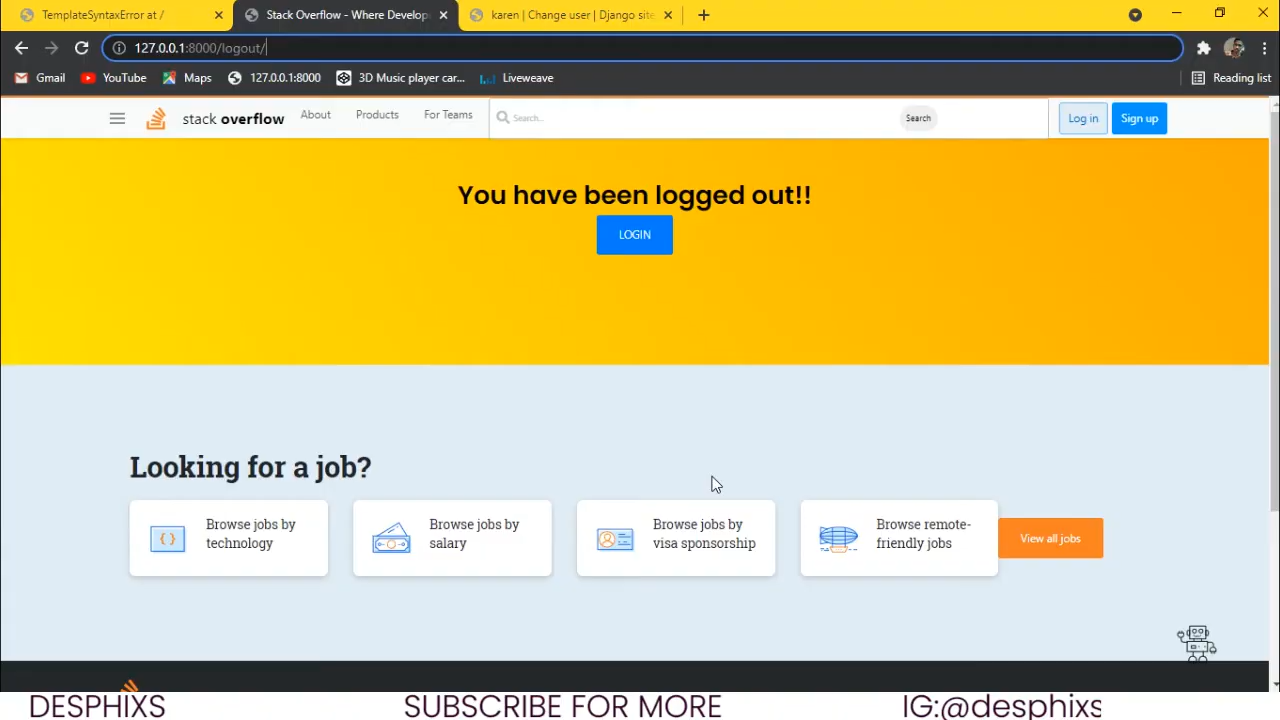 TemplateSyntaxError at /
Stack Overflow - Where Develop
karen | Change user | Django site
127.0.0.1:8000/logout/
Gmail
YouTube
Maps
127.0.0.1:8000
3D Music player car...
Liveweave
Reading list
stack overflow
About
Products
For Teams
Search...
Search
Log in
Sign up
You have been logged out!!
LOGIN
Looking for a job?
Browse jobs by
technology
Browse jobs by
salary
Browse jobs by
visa sponsorship
Browse remote-
friendly jobs
View all jobs
DESPHIXS
SUBSCRIBE FOR MORE
IG:@desphixs